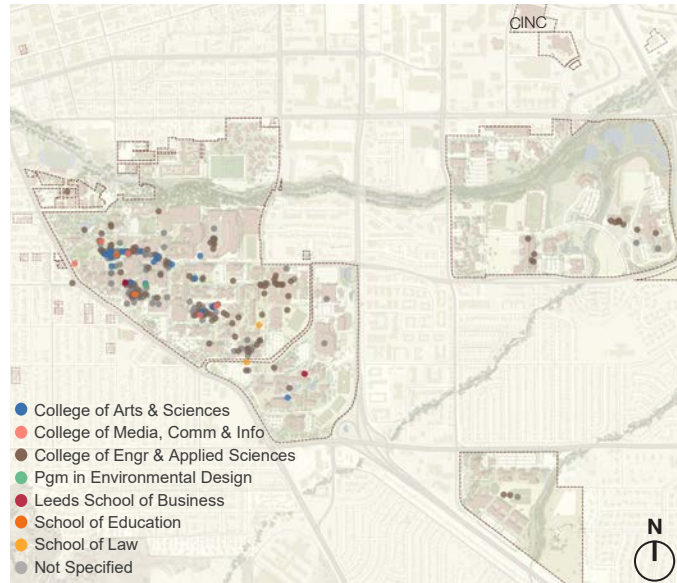 CINC
College of Arts & Sciences
College of Media, Comm & Info
College of Engr & Applied Sciences
Pgm in Environmental Design
Leeds School of Business
School of Education
School of Law
Not Specified
N